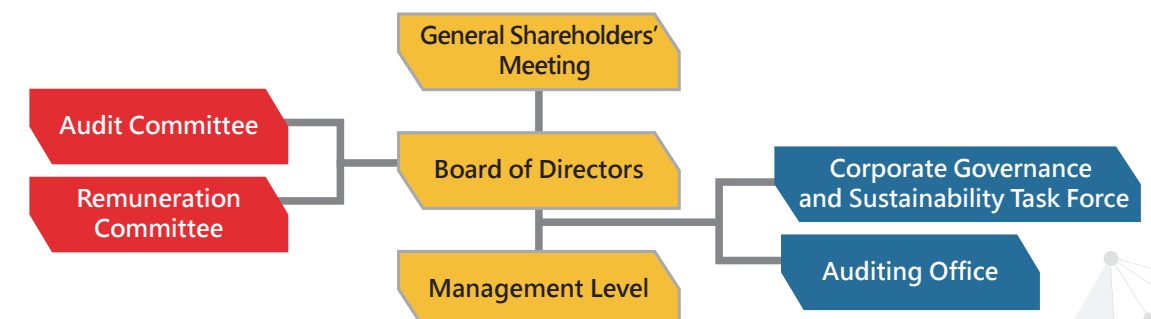 General Shareholders'
Meeting
Audit Committee
Remuneration
Committee
Board of Directors
Corporate Governance
and Sustainability Task Force
Auditing Office
Management Level